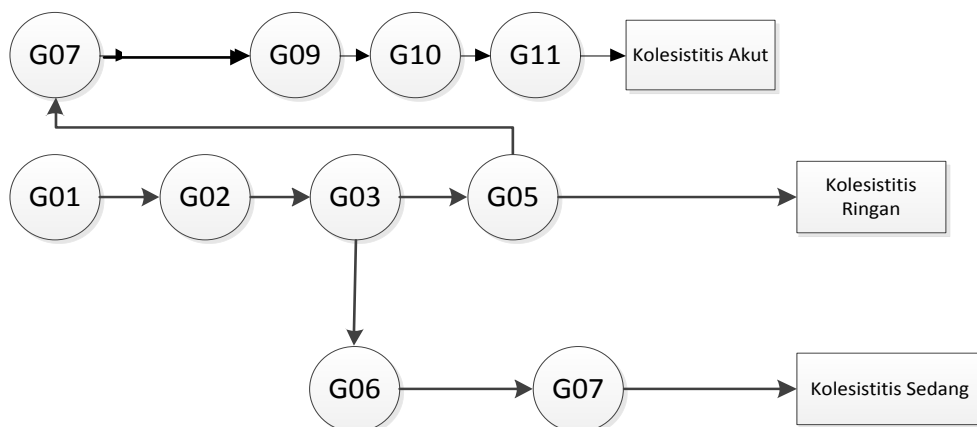 G07
G09
G10
G11
Kolesistitis Akut
G01
G02
G03
G05
Kolesistitis
Ringan
G06
G07
Kolesistitis Sedang